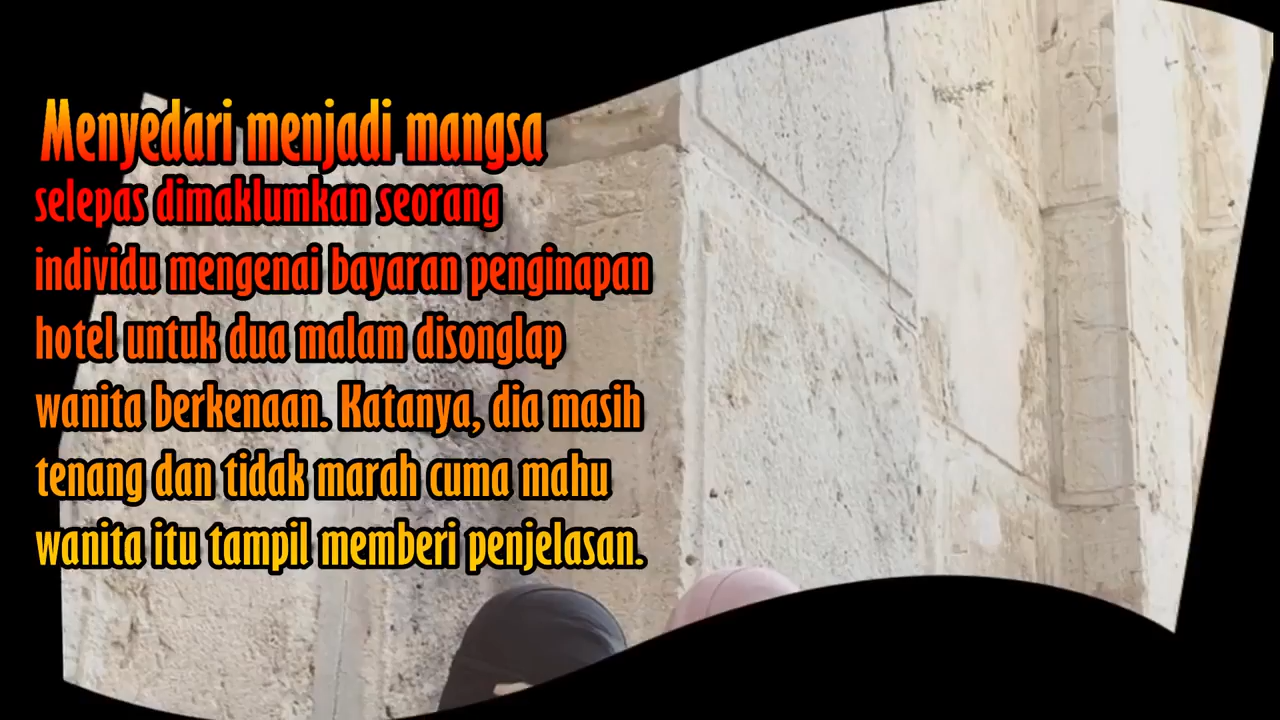 Menyedari menjadi mangsa
selepas dimaklumkan seorang
individu mengenai bayaran penginapan
hotel untuk dua malam disonglap
wanita berkenaan. Katanya, dia masih
tenang dan tidak marah cuma mahu
wanita itu tampil memberi penjelasan.